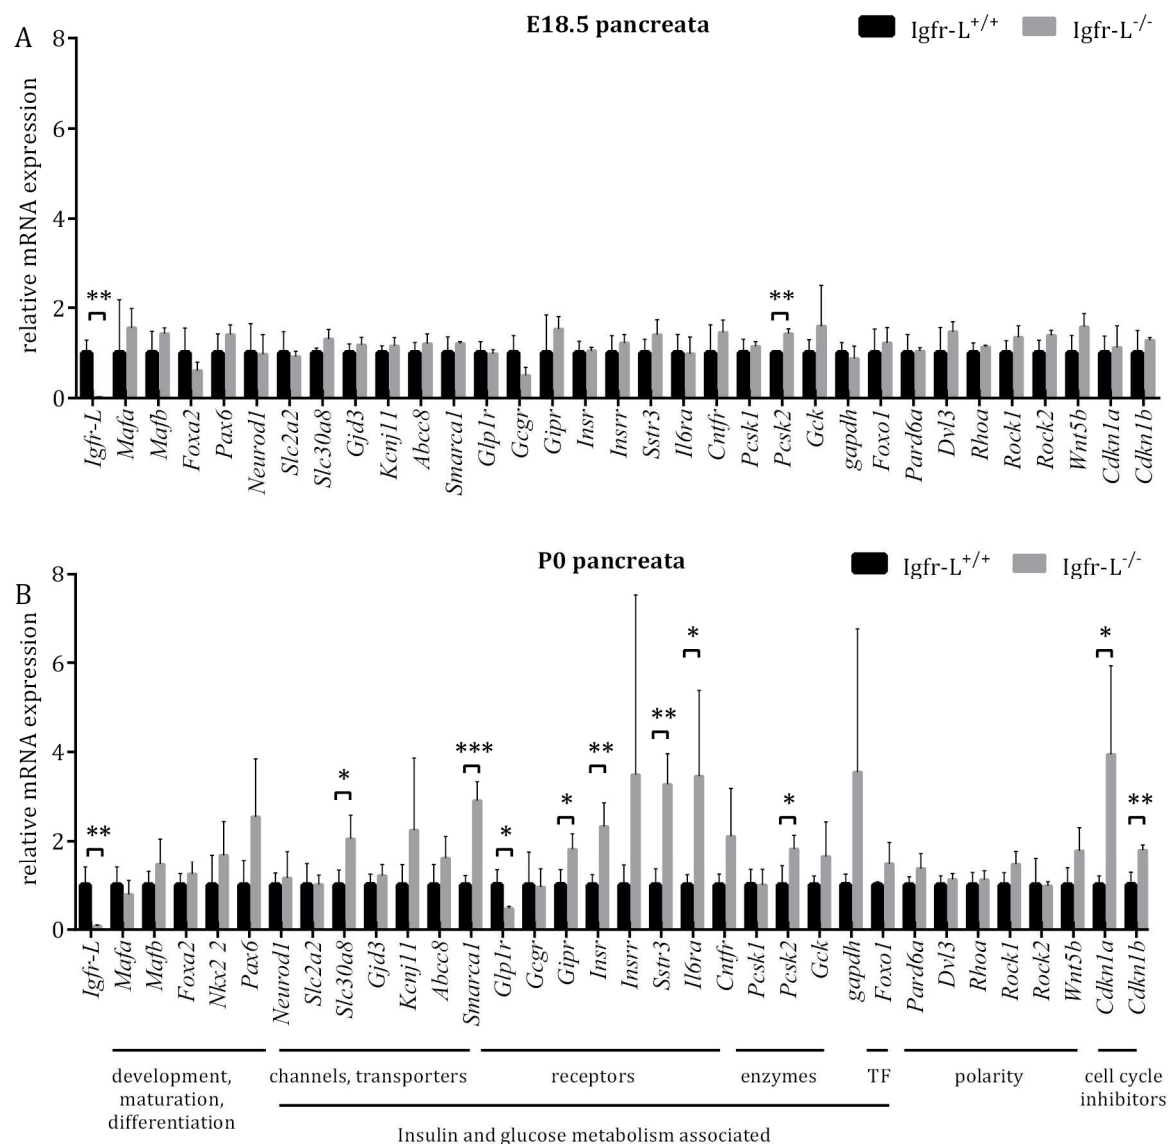 A
E18.5 pancreata
Igfr-L+/+
Igfr-L-/-
relative mRNA expression
8
6
4
2
0
**
**
Igfr-L
Mafa
Mafb
Foxa2
Pax6
Neurod1
Slc2a2
Slc30a8
Gjd3
Kcnj11
Abcc8
Smarca1
Glp1r
Gcgr
Gipr
Insr
Insrr
Sstr3
Il6ra
Cntfr
Pcsk1
Pcsk2
Gck
gapdh
Foxo1
Pard6a
Dvl3
Rhoa
Rock1
Rock2
Wnt5b
Cdkn1a
Cdkn1b
B
P0 pancreata
Igfr-L+/+
Igfr-L-/-
relative mRNA expression
8
6
4
2
0
**
*
***
*
*
**
**
*
*
*
**
Igfr-L
Mafa
Mafb
Foxa2
Nkx2 2
Pax6
Neurod1
Slc2a2
Slc30a8
Gjd3
Kcnj11
Abcc8
Smarca1
Glp1r
Gcgr
Gipr
Insr
Insrr
Sstr3
Il6ra
Cntfr
Pcsk1
Pcsk2
Gck
gapdh
Foxo1
Pard6a
Dvl3
Rhoa
Rock1
Rock2
Wnt5b
Cdkn1a
Cdkn1b
development,
maturation,
differentiation
channels, transporters
receptors
enzymes
TF
polarity
cell cycle
inhibitors
Insulin and glucose metabolism associated